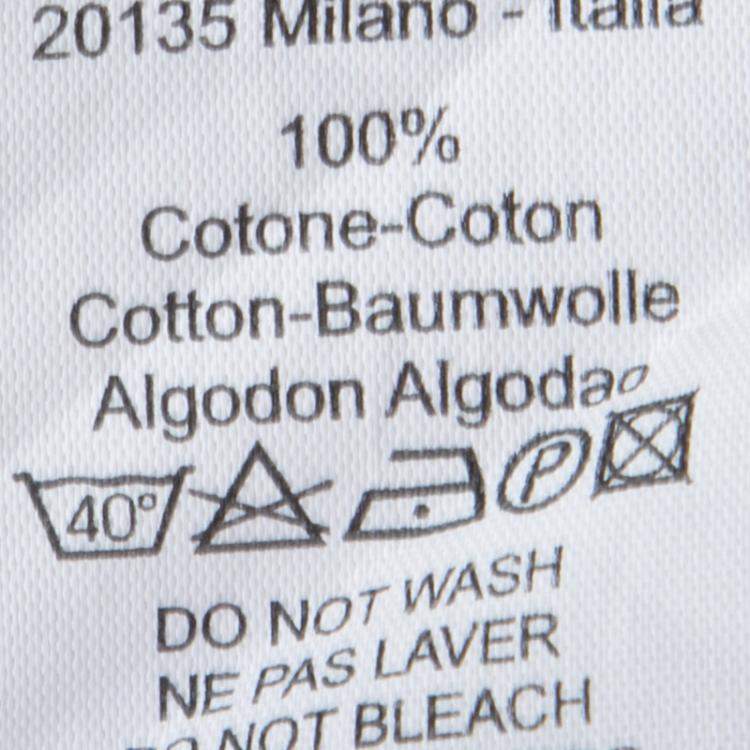 20135 Milano - Italia
100%
Cotone-Coton
Cotton-Baumwolle
Algodon Algodao
40° P
DO NOT WASH
NE PAS LAVER
DO NOT BLEACH